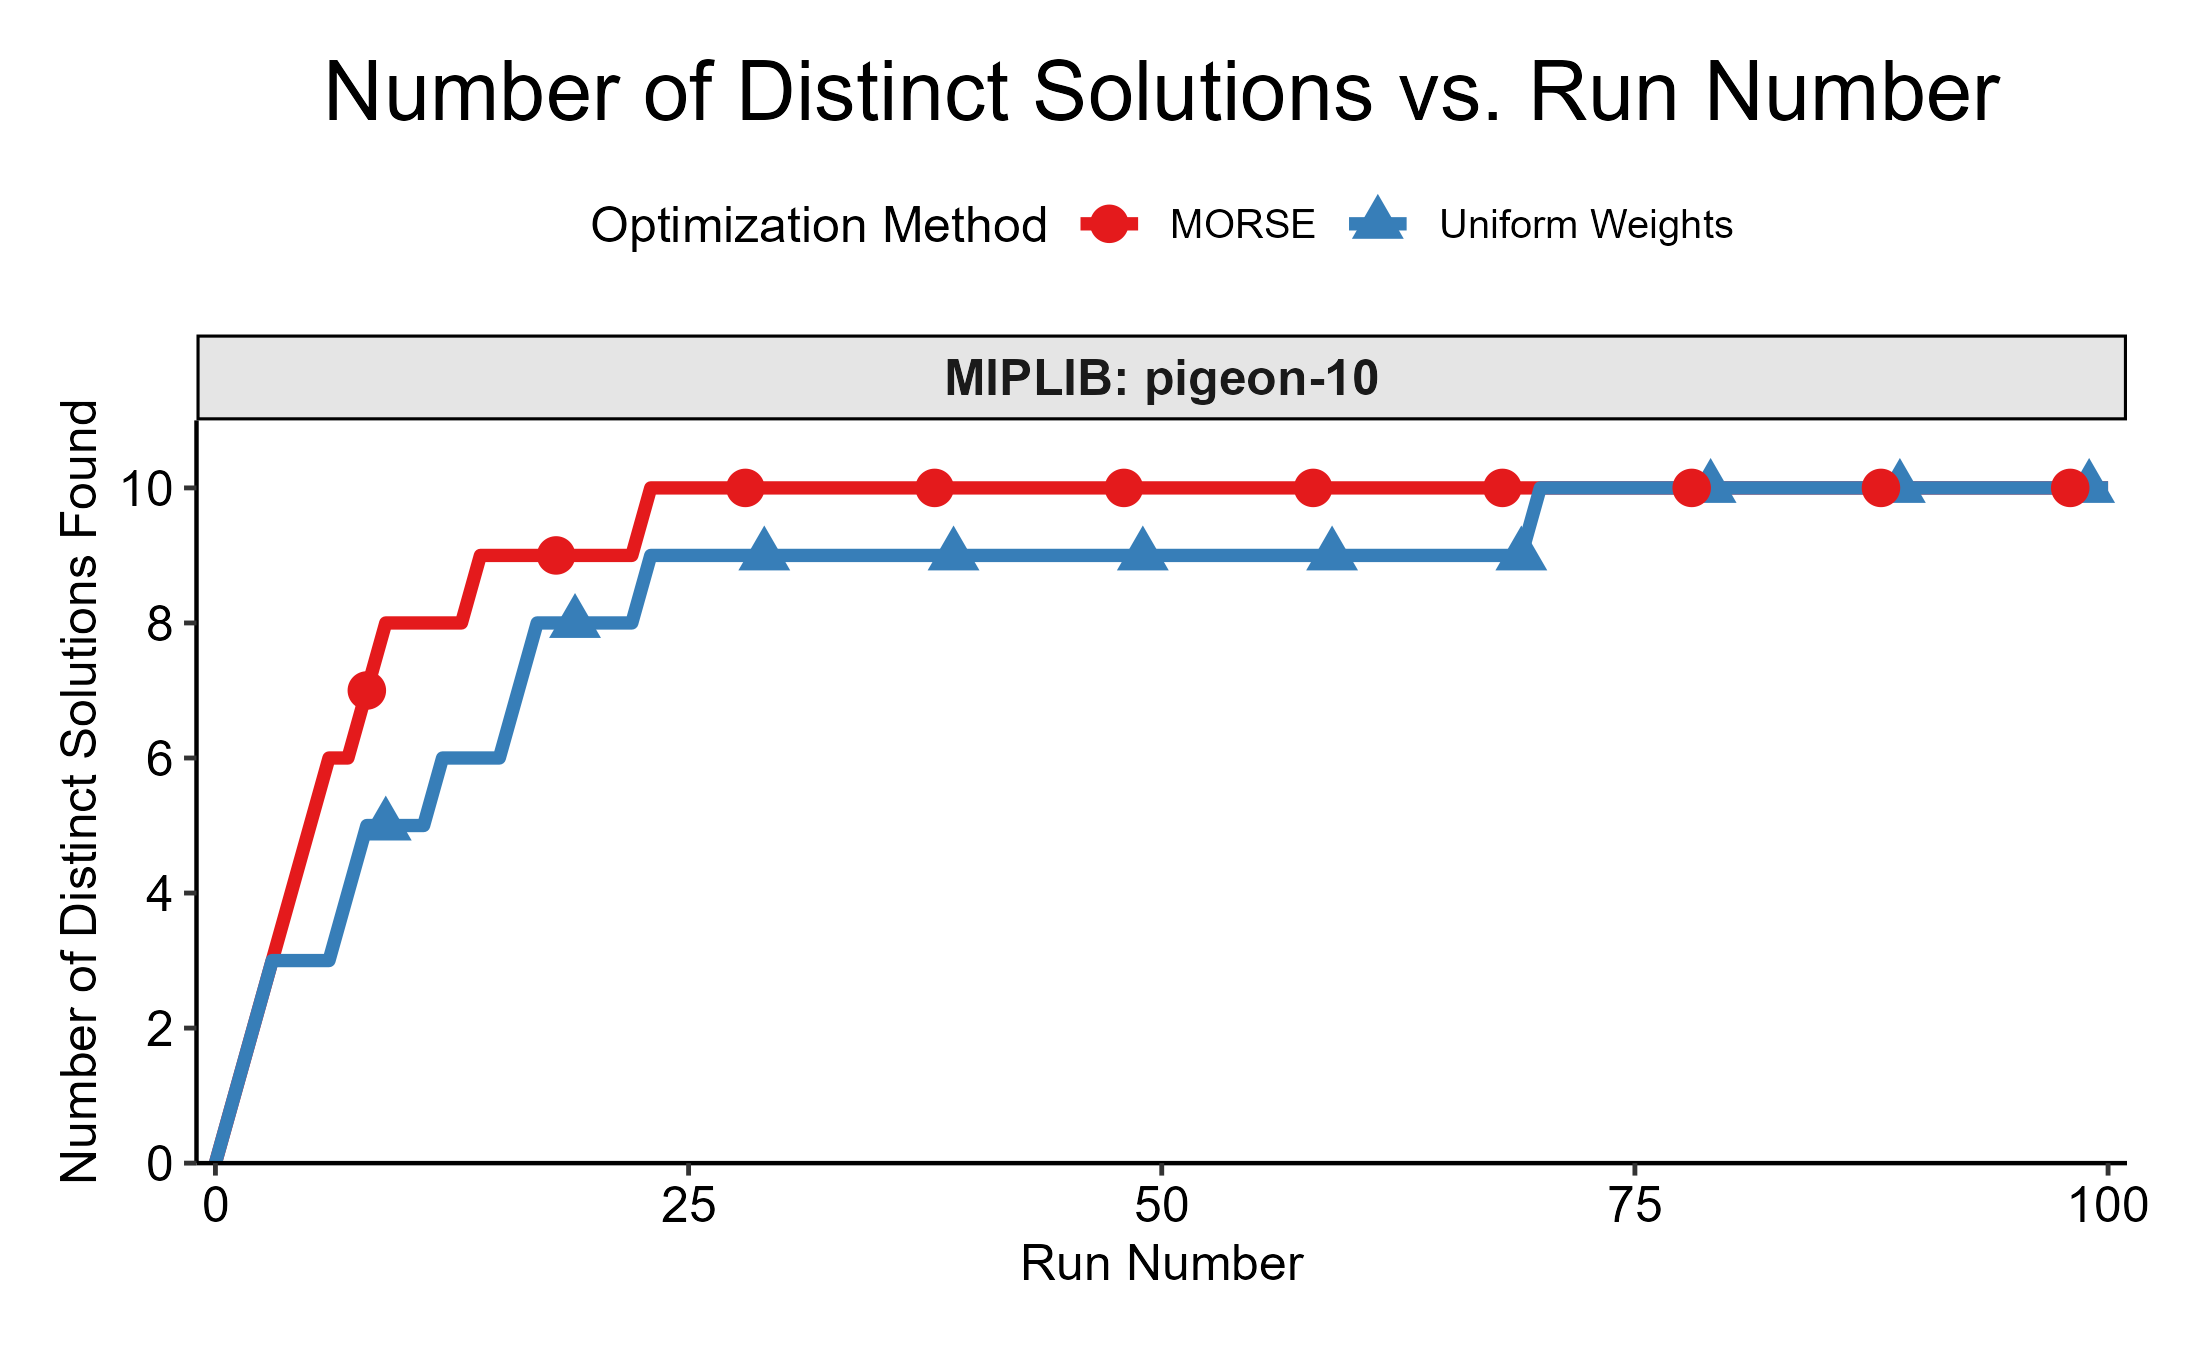 Number of Distinct Solutions vs. Run Number
Optimization Method MORSE Uniform Weights
MIPLIB: pigeon-10
Number of Distinct Solutions Found
10
8
6
4
2
0
0 25 50 75 100
Run Number